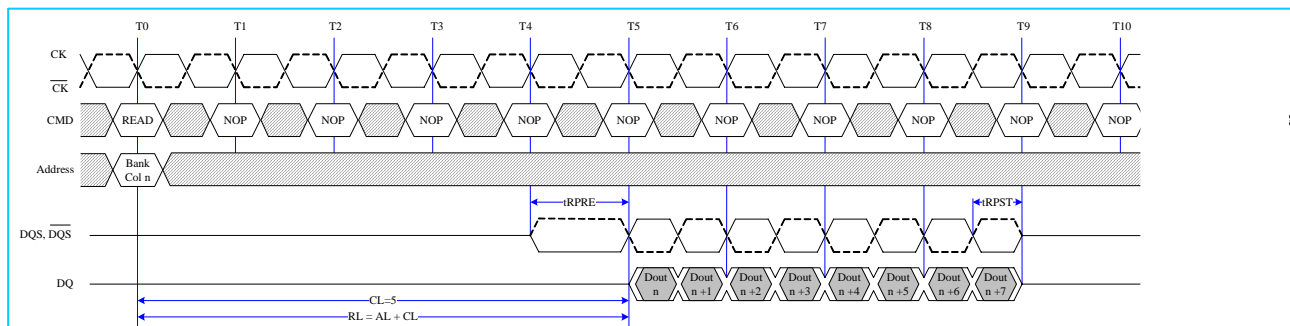 T0 T1 T2 T3 T4 T5 T6 T7 T8 T9 T10
CK
CK
CMD READ NOP NOP NOP NOP NOP NOP NOP NOP NOP NOP
Address Bank
Col n
tRPRE tRPST
DQS, DQS
DQ Dout Dout Dout Dout Dout Dout Dout Dout
n n +1 n +2 n +3 n +4 n +5 n +6 n +7
CL=5
RL = AL + CL